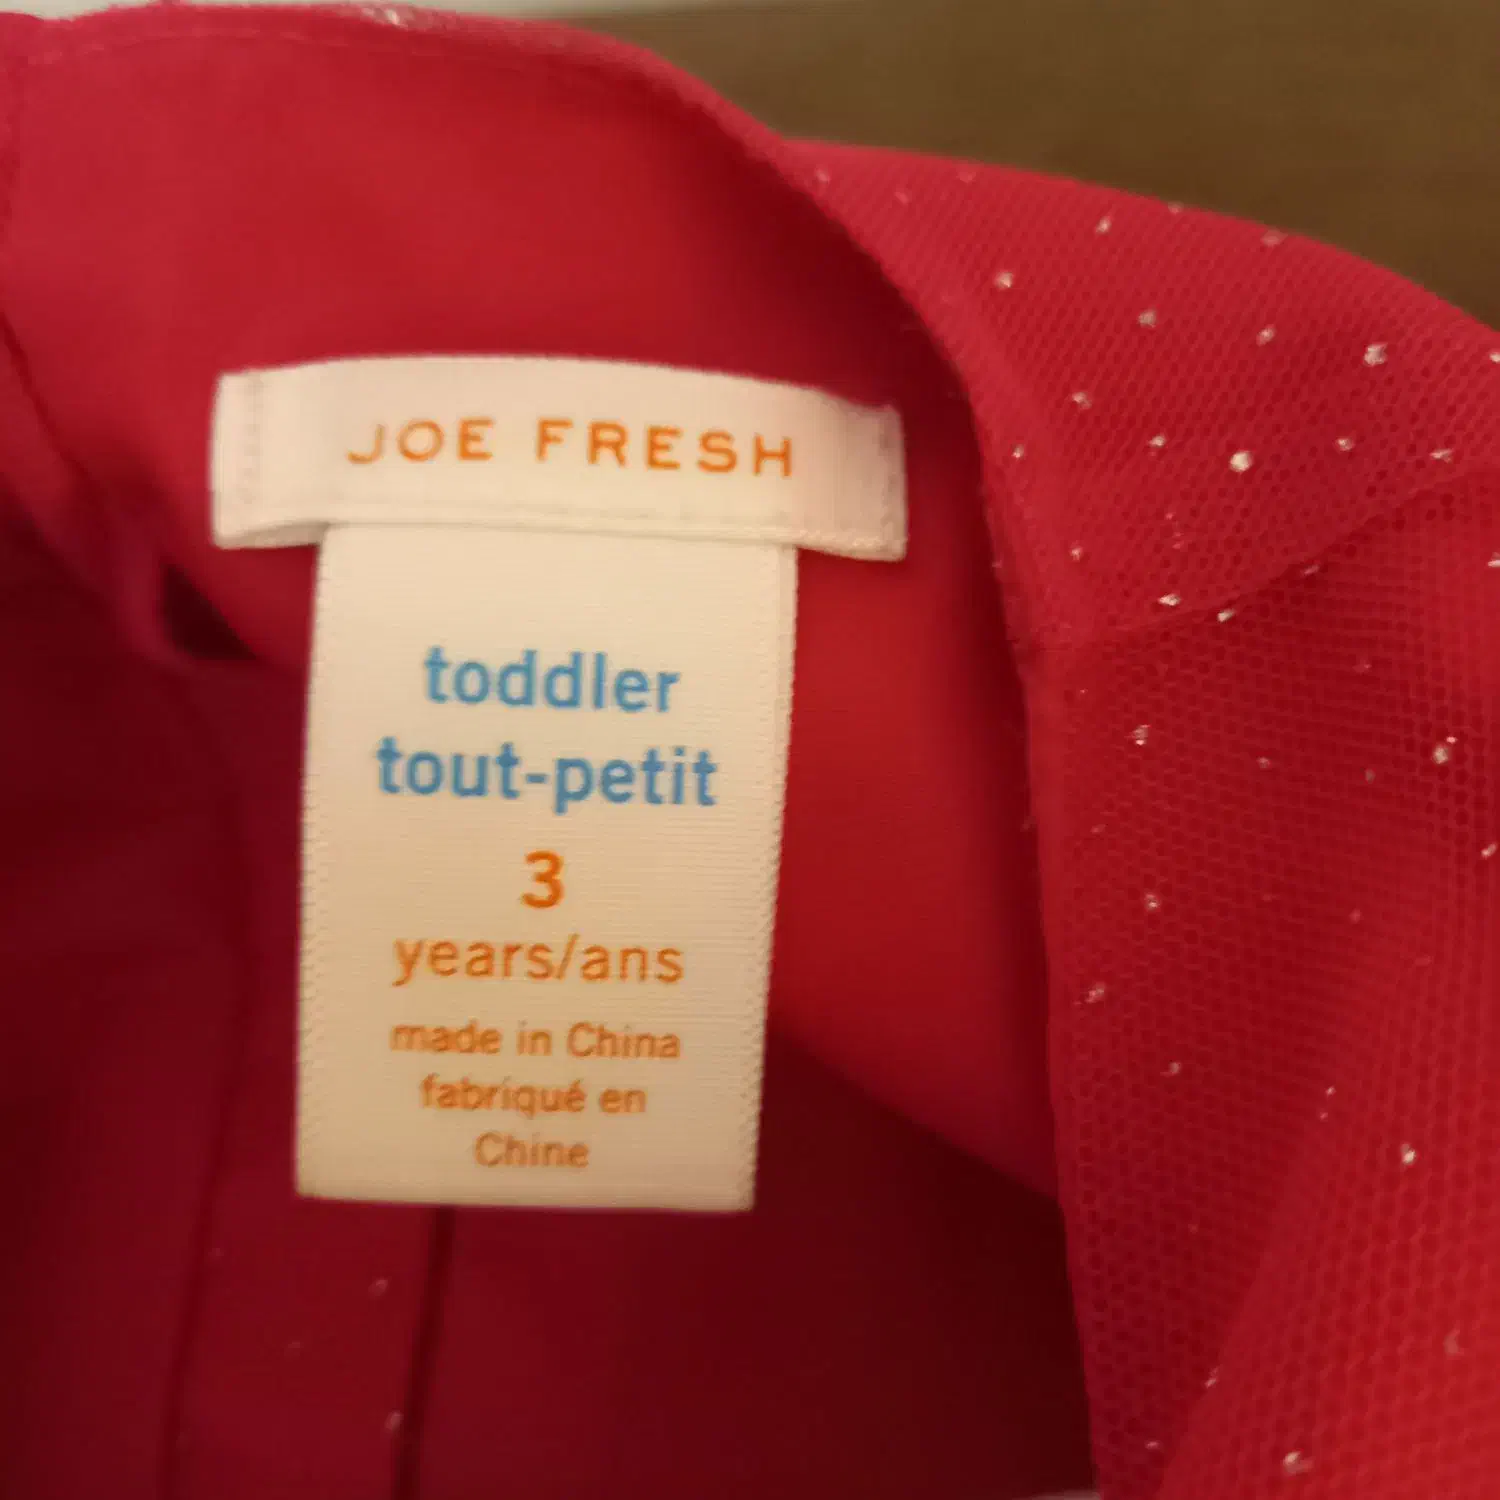 JOE FRESH
toddler
tout-petit
3
years/ans
made in China
fabriqué en
Chine